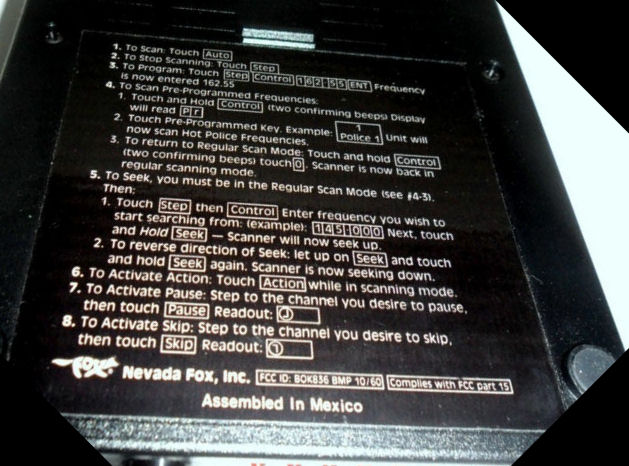 1. To Scan: Touch Auto
2. To Stop Scanning: Touch Step
3. To Program: Touch Step Control 1 6 2 . 5 5 ENT Frequency
is now entered 162.55
4. To Scan Pre-Programmed Frequencies:
1. Touch and Hold Control (two confirming beeps) Display
will read P r
2. Touch Pre-Programmed Key. Example: 1 Police 1 Unit will
now scan Hot Police Frequencies.
3. To return to Regular Scan Mode: Touch and hold Control
(two confirming beeps) touch 0. Scanner is now back in
regular scanning mode.
5. To Seek, you must be in the Regular Scan Mode (see #4-3).
Then:
1. Touch Step then Control Enter frequency you wish to
start searching from: (example): 1 4 5 . 0 0 0 Next, touch
and Hold Seek — Scanner will now seek up.
2. To reverse direction of Seek: let up on Seek and touch
and hold Seek again. Scanner is now seeking down.
6. To Activate Action: Touch Action while in scanning mode.
7. To Activate Pause: Step to the channel you desire to pause,
then touch Pause Readout: J
8. To Activate Skip: Step to the channel you desire to skip,
then touch Skip Readout:
FOX Nevada Fox, Inc. FCC ID: BOK836 BMP 10/60 Complies with FCC part 15
Assembled In Mexico